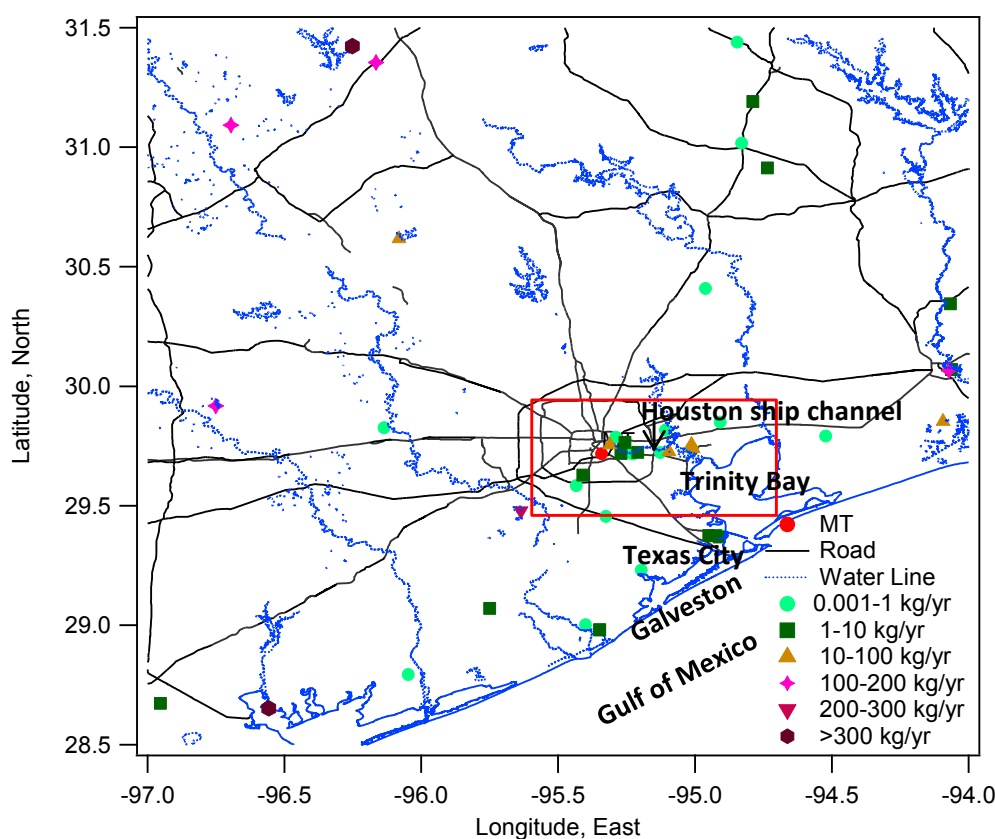 31.5
31.0
30.5
30.0
29.5
29.0
28.5
Latitude, North
Houston ship channel
Trinity Bay
Texas City
Galveston
Gulf of Mexico
MT
Road
Water Line
0.001-1 kg/yr
1-10 kg/yr
10-100 kg/yr
100-200 kg/yr
200-300 kg/yr
>300 kg/yr
-97.0 -96.5 -96.0 -95.5 -95.0 -94.5 -94.0
Longitude, East